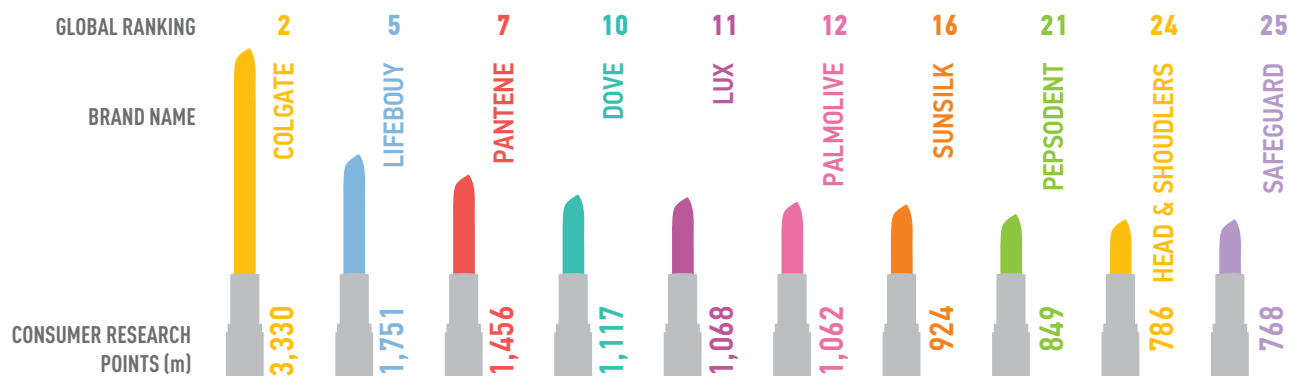 GLOBAL RANKING 2 5 7 10 11 12 16 21 24 25
BRAND NAME COLGATE LIFEBOUY PANTENE DOVE LUX PALMOLIVE SUNSILK PEPSODENT HEAD & SHOUDLERS SAFEGUARD
CONSUMER RESEARCH
POINTS (m) 3,330 1,751 1,456 1,117 1,068 1,062 924 849 786 768